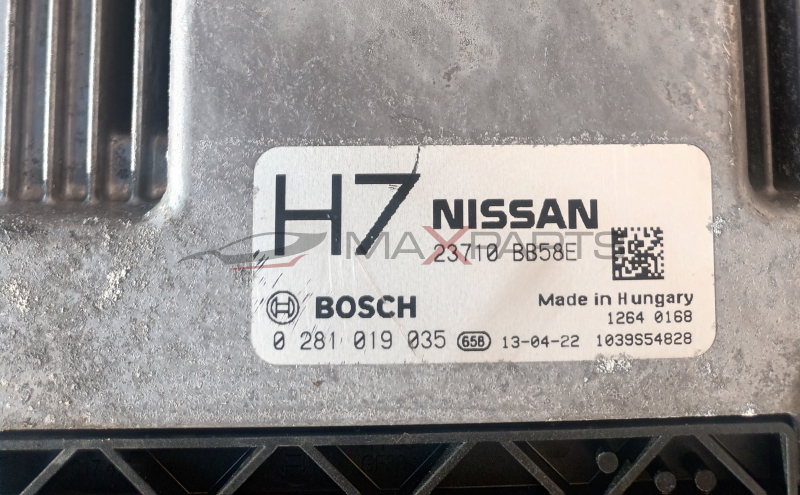 H7 NISSAN
23710 BB58E
MAXPARTS
BOSCH
Made in Hungary
1264 0168
0 281 019 035 658 13-04-22 1039S54828